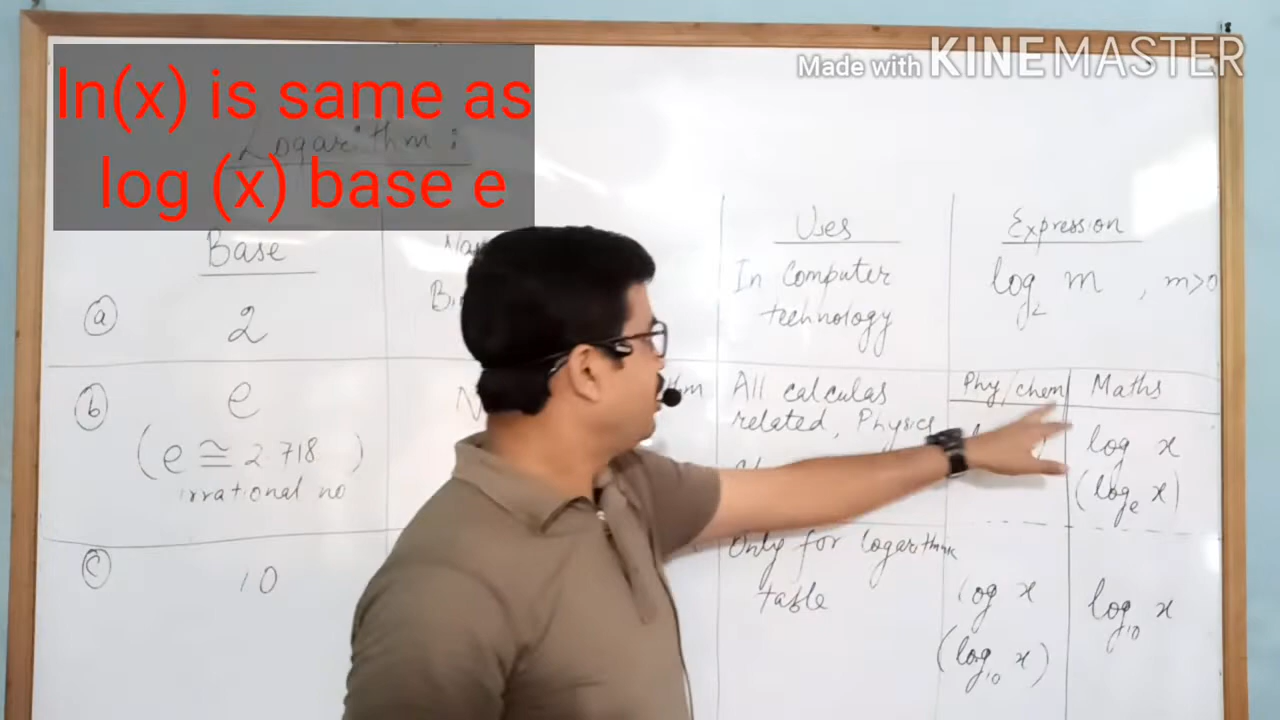 Made with KINEMASTER
ln(x) is same as
log (x) base e
Logarithm :
Base
Uses
Expression
(a)
2
In Computer
technology
log₂ m , m>0
(b)
e
(e ≅ 2.718 )
irrational no
All calculas
related, Physics
Phy/chem
Maths
log x
(logₑ x)
(c)
10
Only for logarithmic
table
log x
(log₁₀ x)
log₁₀ x